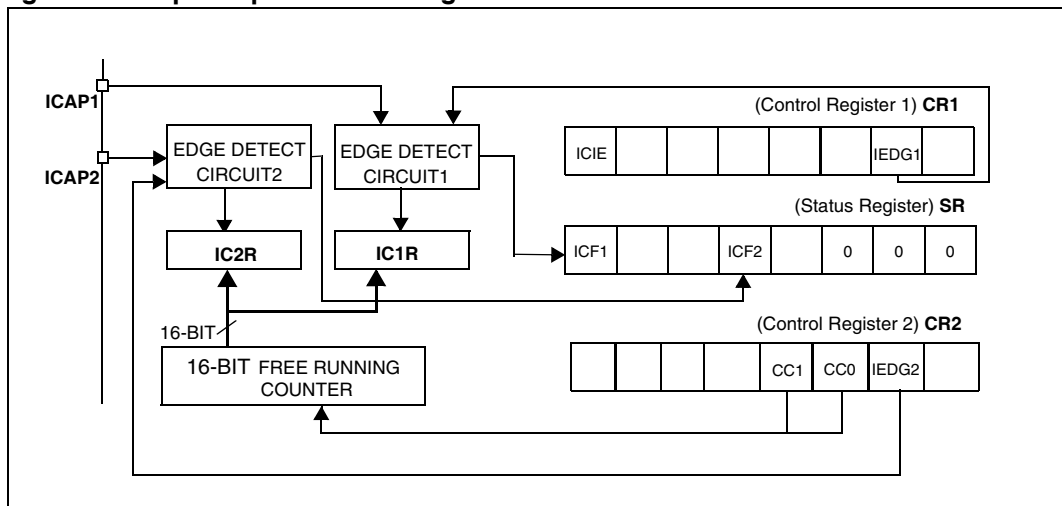 ICAP1
ICAP2
EDGE DETECT
CIRCUIT2
EDGE DETECT
CIRCUIT1
IC2R
IC1R
16-BIT
16-BIT FREE RUNNING
COUNTER
(Control Register 1) CR1
ICIE IEDG1
(Status Register) SR
ICF1 ICF2 0 0 0
(Control Register 2) CR2
CC1 CC0 IEDG2